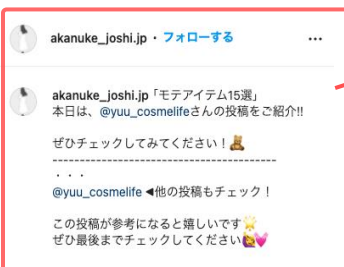 akanuke_joshi.jp・フォローする
akanuke_joshi.jp「モテアイテム15選」
本日は、@yuu_cosmelifeさんの投稿をご紹介!!
ぜひチェックしてみてください！🧸
-----------------------------------------
・・・
@yuu_cosmelife ◀他の投稿もチェック！
この投稿が参考になると嬉しいです
ぜひ最後までチェックしてください